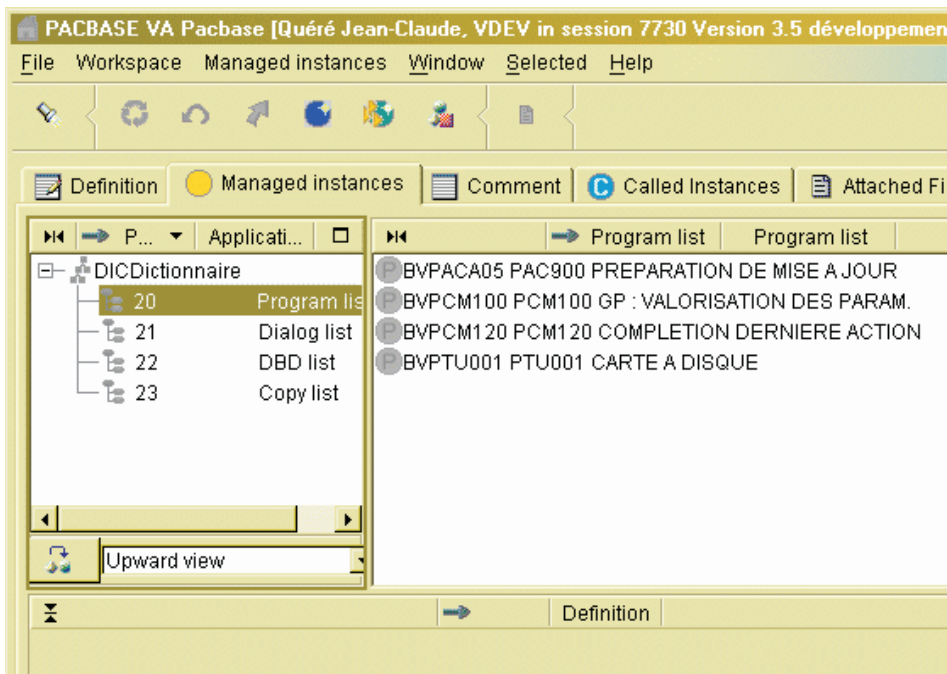 PACBASE VA Pacbase [Quéré Jean-Claude, VDEV in session 7730 Version 3.5 développemen
File Workspace Managed instances Window Selected Help
Definition Managed instances Comment Called Instances Attached Fi
P... Applicati... Program list Program list
DICDictionnaire
20 Program lis
21 Dialog list
22 DBD list
23 Copy list
BVPACA05 PAC900 PREPARATION DE MISE A JOUR
BVPCM100 PCM100 GP : VALORISATION DES PARAM.
BVPCM120 PCM120 COMPLETION DERNIERE ACTION
BVPTU001 PTU001 CARTE A DISQUE
Upward view
Definition